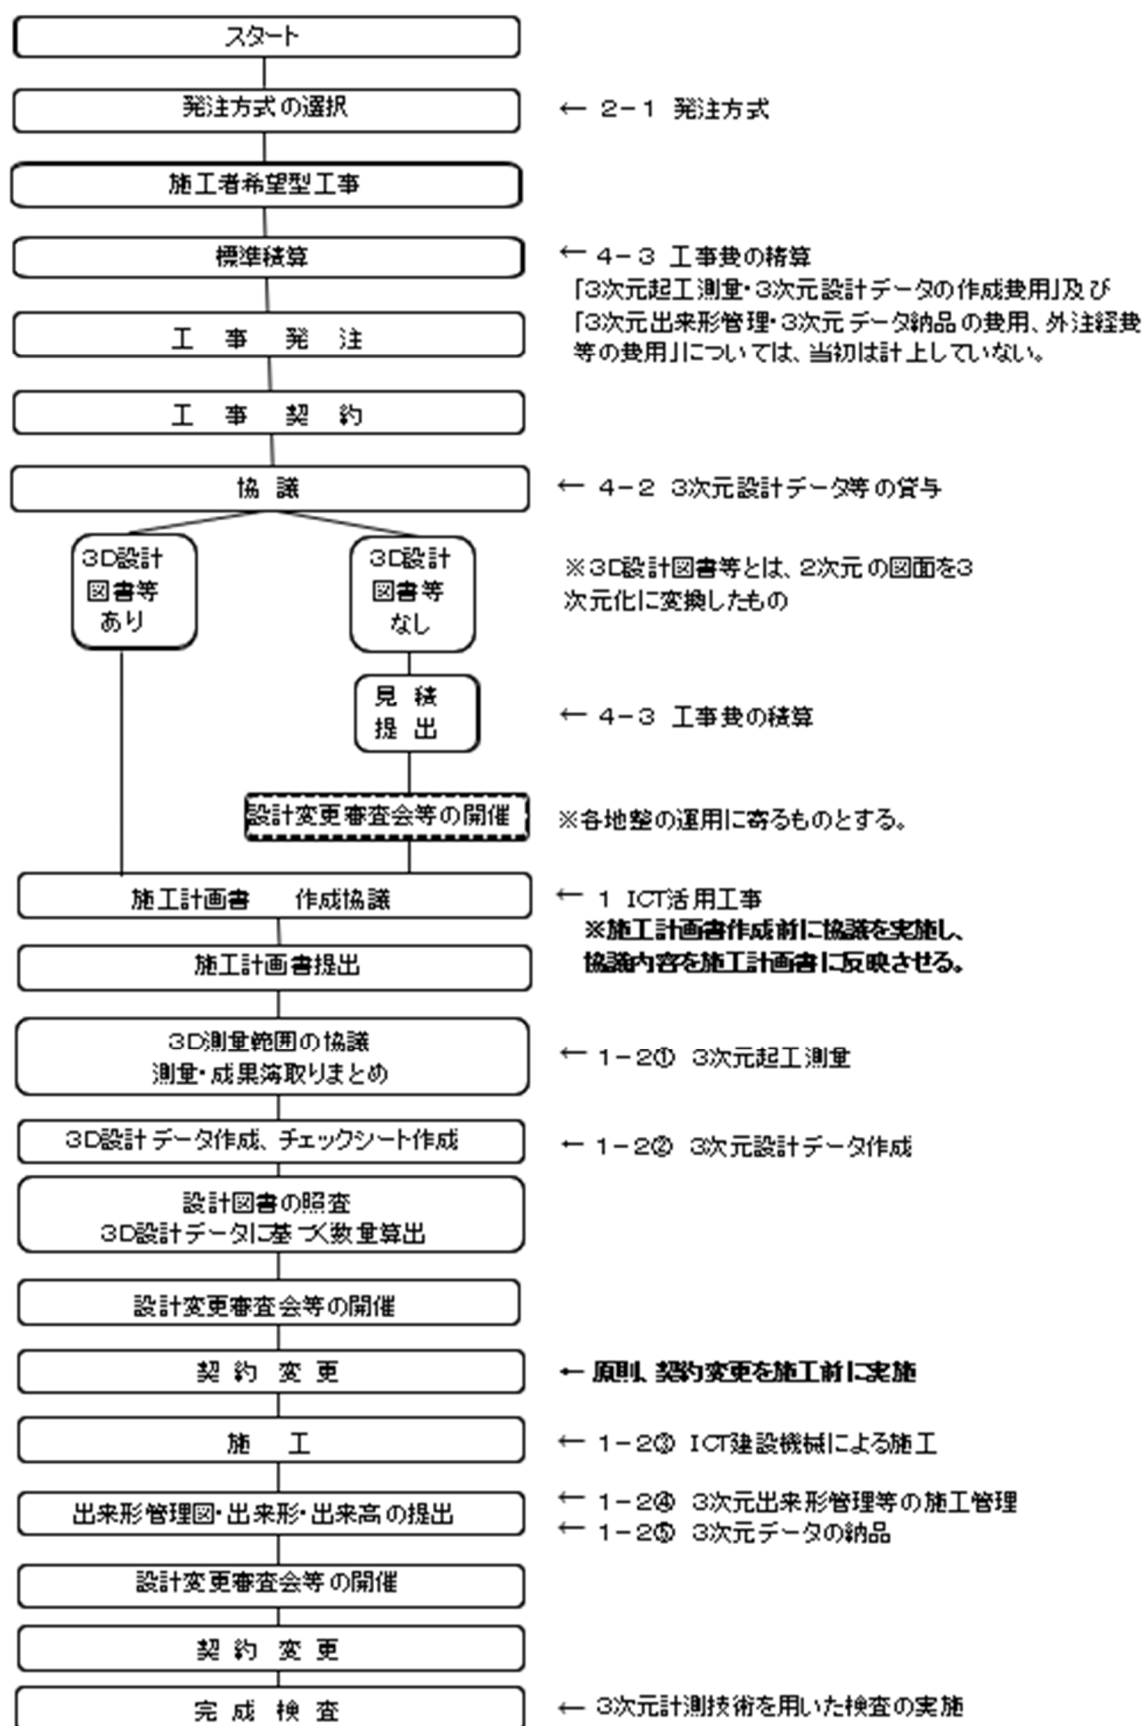 スタート
発注方式の選択
← 2-1 発注方式
施工者希望型工事
標準積算
← 4-3 工事費の積算
「3次元起工測量・3次元設計データの作成費用」及び
「3次元出来形管理・3次元データ納品の費用、外注経費
等の費用」については、当初は計上していない。
工 事 発 注
工 事 契 約
協 議
← 4-2 3次元設計データ等の貸与
3D設計
図書等
あり
3D設計
図書等
なし
※3D設計図書等とは、2次元の図面を3
次元化に変換したもの
見 積
提 出
← 4-3 工事費の積算
設計変更審査会等の開催
※各地整の運用に寄るものとする。
施工計画書 作成協議
← 1 ICT活用工事
※施工計画書作成前に協議を実施し、
協議内容を施工計画書に反映させる。
施工計画書提出
3D測量範囲の協議
測量・成果簿取りまとめ
← 1-2① 3次元起工測量
3D設計データ作成、チェックシート作成
← 1-2② 3次元設計データ作成
設計図書の照査
3D設計データに基づく数量算出
設計変更審査会等の開催
契 約 変 更
← 原則、契約変更を施工前に実施
施 工
← 1-2③ ICT建設機械による施工
出来形管理図・出来形・出来高の提出
← 1-2④ 3次元出来形管理等の施工管理
← 1-2⑤ 3次元データの納品
設計変更審査会等の開催
契 約 変 更
完 成 検 査
← 3次元計測技術を用いた検査の実施